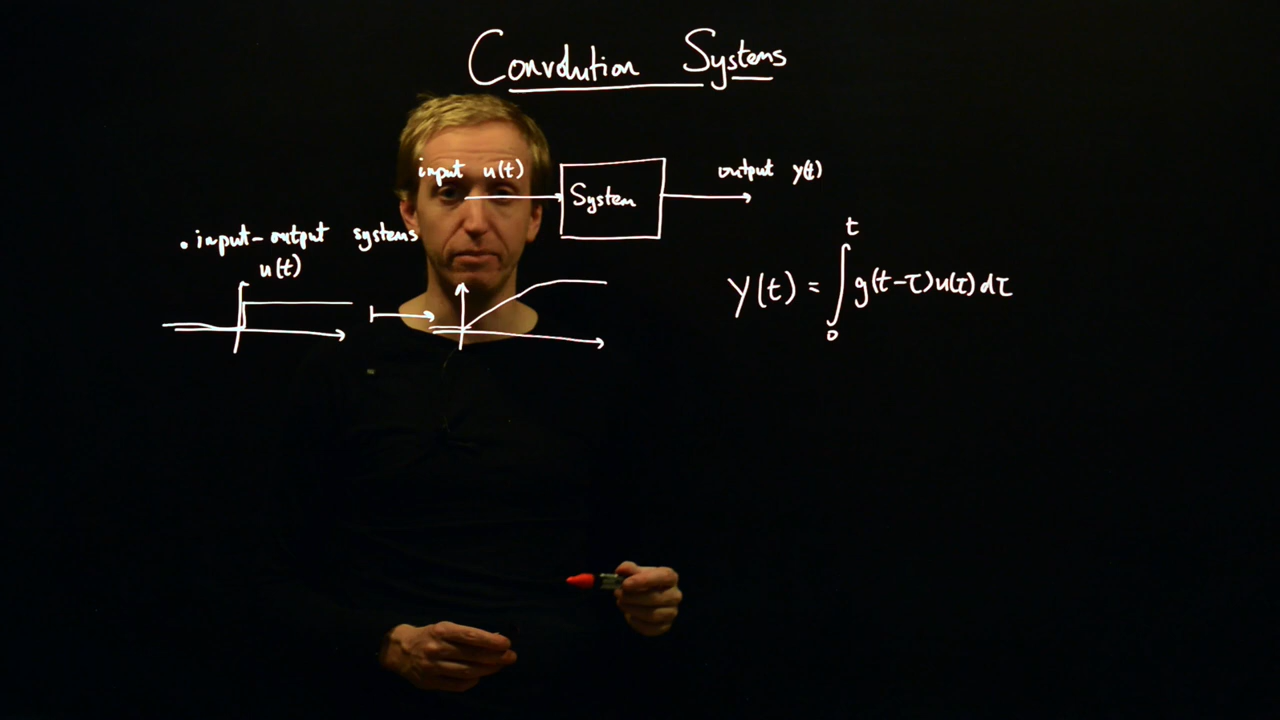 Convolution Systems
input u(t)
System
output y(t)
. input-output systems
u(t)
y(t) = ∫₀ᵗ g(t-τ)u(τ)dτ